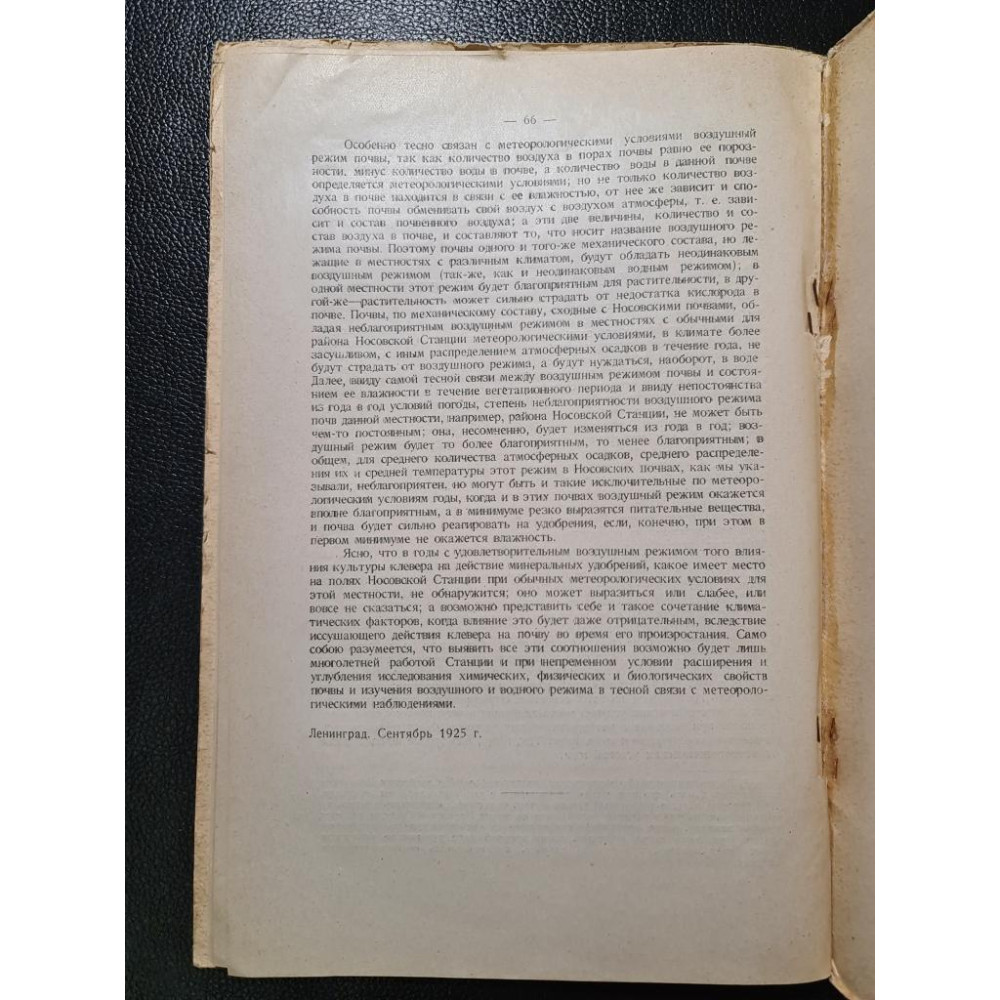 — 66 —
Особенно тесно связан с метеорологическими условиями воздушный
режим почвы, так как количество воздуха в порах почвы равно ее пороз-
ности, минус количество воды в почве, а количество воды в данной почве
определяется метеорологическими условиями; но не только количество воз-
духа в почве находится в связи с ее влажностью, от нее же зависит и спо-
собность почвы обменивать свой воздух с воздухом атмосферы, т. е. зави-
сит и состав почвенного воздуха; а эти две величины, количество и со-
став воздуха в почве, и составляют то, что носит название воздушного ре-
жима почвы. Поэтому почвы одного и того-же механического состава, но ле-
жащие в местностях с различным климатом, будут обладать неодинаковым
воздушным режимом (так-же, как и неодинаковым водным режимом); в
одной местности этот режим будет благоприятным для растительности, в дру-
гой-же—растительность может сильно страдать от недостатка кислорода в
почве. Почвы, по механическому составу, сходные с Носовскими почвами, об-
ладая неблагоприятным воздушным режимом в местностях с обычными для
района Носовской Станции метеорологическими условиями, в климате более
засушливом, с иным распределением атмосферных осадков в течение года, не
будут страдать от воздушного режима, а будут нуждаться, наоборот, в воде
Далее, ввиду самой тесной связи между воздушным режимом почвы и состоя-
нием ее влажности в течение вегетационного периода и ввиду непостоянства
из года в год условий погоды, степень неблагоприятности воздушного режима
почв данной местности, например, района Носовской Станции, не может быть
чем-то постоянным; она, несомненно, будет изменяться из года в год; воз-
душный режим будет то более благоприятным, то менее благоприятным; в
общем, для среднего количества атмосферных осадков, среднего распределе-
ния их и средней температуры этот режим в Носовских почвах, как мы ука-
зывали, неблагоприятен, но могут быть и такие исключительные по метеоро-
логическим условиям годы, когда и в этих почвах воздушный режим окажется
вполне благоприятным, а в минимуме резко выразятся питательные вещества,
и почва будет сильно реагировать на удобрения, если, конечно, при этом в
первом минимуме не окажется влажность.
Ясно, что в годы с удовлетворительным воздушным режимом того влия-
ния культуры клевера на действие минеральных удобрений, какое имеет место
на полях Носовской Станции при обычных метеорологических условиях для
этой местности, не обнаружится; оно может выразиться или слабее, или
вовсе не сказаться; а возможно представить себе и такое сочетание клима-
тических факторов, когда влияние это будет даже отрицательным, вследствие
иссушающего действия клевера на почву во время его произростания. Само
собою разумеется, что выявить все эти соотношения возможно будет лишь
многолетней работой Станции и при непременном условии расширения и
углубления исследования химических, физических и биологических свойств
почвы и изучения воздушного и водного режима в тесной связи с метеороло-
гическими наблюдениями.
Ленинград. Сентябрь 1925 г.